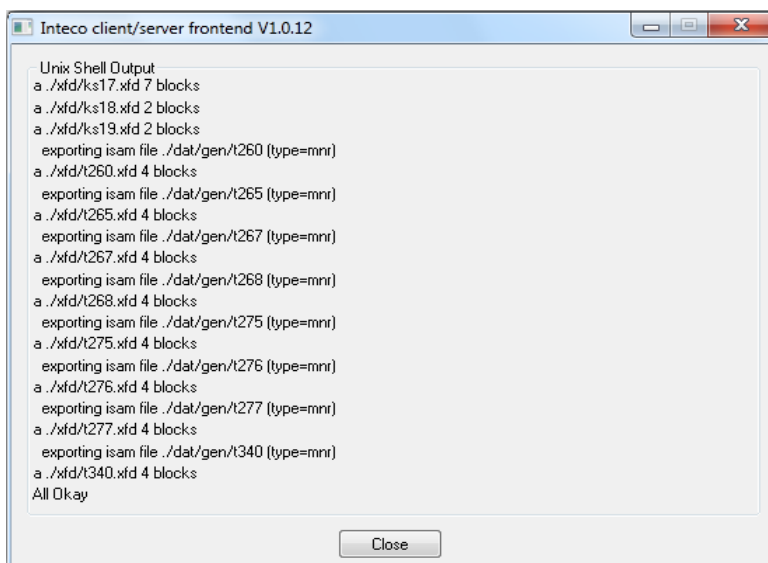 Inteco client/server frontend V1.0.12
Unix Shell Output
a ./xfd/ks17.xfd 7 blocks
a ./xfd/ks18.xfd 2 blocks
a ./xfd/ks19.xfd 2 blocks
exporting isam file ./dat/gen/t260 (type=mnr)
a ./xfd/t260.xfd 4 blocks
exporting isam file ./dat/gen/t265 (type=mnr)
a ./xfd/t265.xfd 4 blocks
exporting isam file ./dat/gen/t267 (type=mnr)
a ./xfd/t267.xfd 4 blocks
exporting isam file ./dat/gen/t268 (type=mnr)
a ./xfd/t268.xfd 4 blocks
exporting isam file ./dat/gen/t275 (type=mnr)
a ./xfd/t275.xfd 4 blocks
exporting isam file ./dat/gen/t276 (type=mnr)
a ./xfd/t276.xfd 4 blocks
exporting isam file ./dat/gen/t277 (type=mnr)
a ./xfd/t277.xfd 4 blocks
exporting isam file ./dat/gen/t340 (type=mnr)
a ./xfd/t340.xfd 4 blocks
All Okay
Close